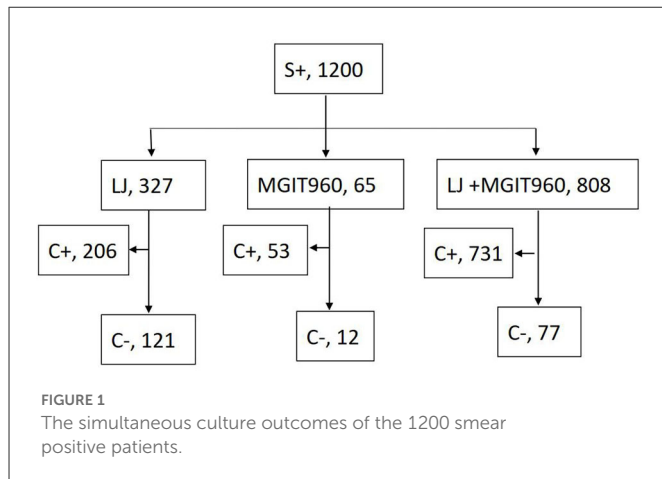 S+, 1200
LJ, 327
MGIT960, 65
LJ +MGIT960, 808
C+, 206
C+, 53
C+, 731
C-, 121
C-, 12
C-, 77
FIGURE 1
The simultaneous culture outcomes of the 1200 smear
positive patients.